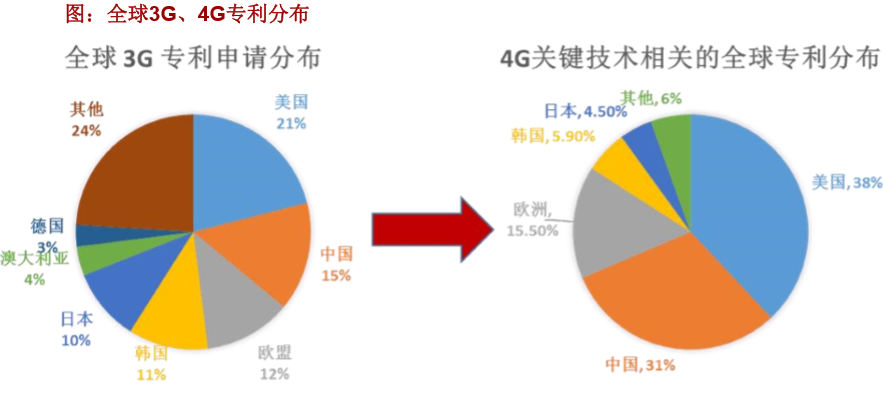 图：全球3G、4G专利分布
全球 3G 专利申请分布
其他
24%
美国
21%
德国
3%
澳大利亚
4%
中国
15%
日本
10%
韩国
11%
欧盟
12%
4G关键技术相关的全球专利分布
其他, 6%
日本, 4.50%
韩国, 5.90%
美国, 38%
欧洲,
15.50%
中国, 31%